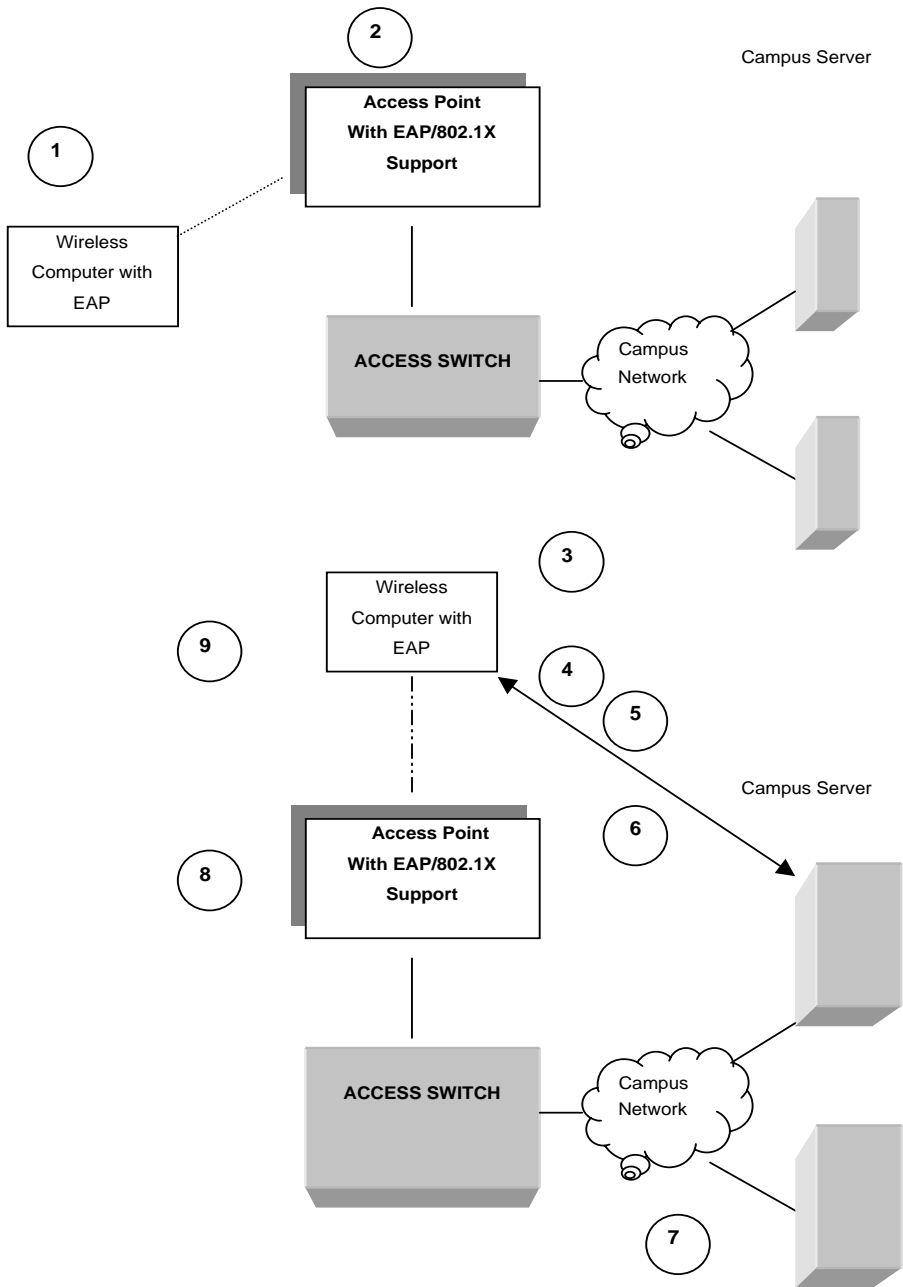 2
Campus Server
Access Point
With EAP/802.1X
Support
1
Wireless
Computer with
EAP
ACCESS SWITCH
Campus
Network
3
Wireless
Computer with
EAP
9
4
5
Campus Server
6
Access Point
With EAP/802.1X
Support
8
ACCESS SWITCH
Campus
Network
7